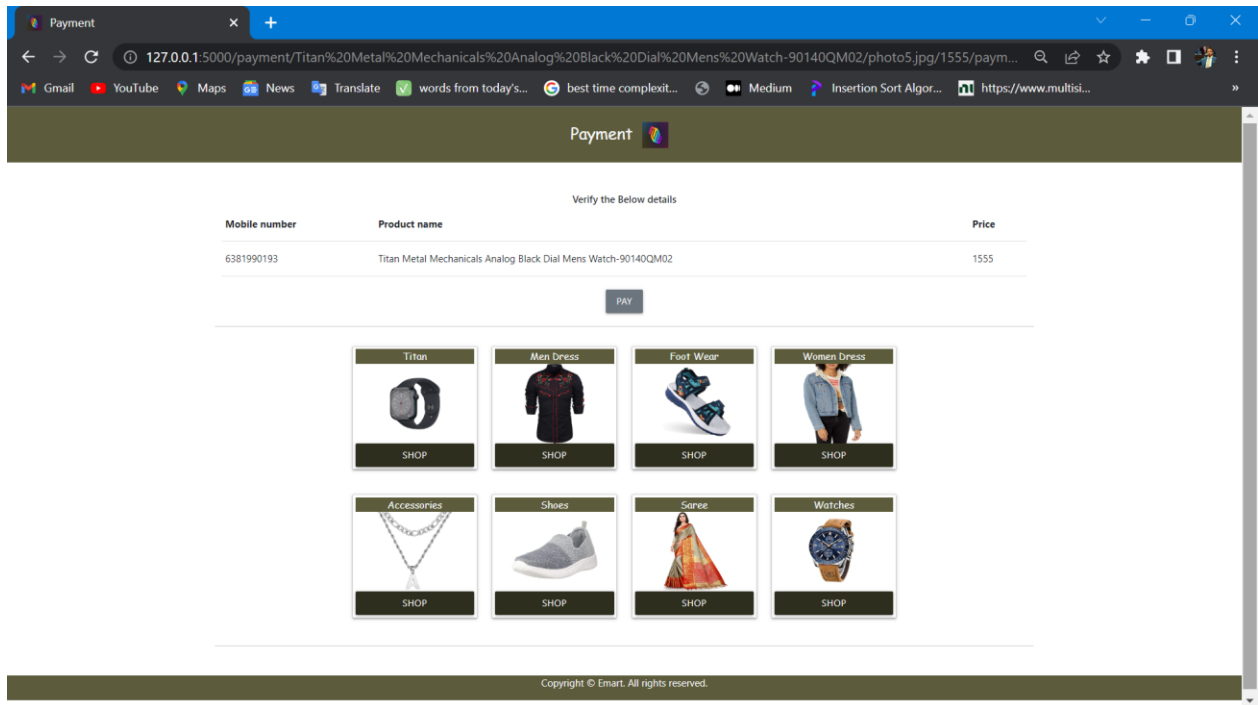 Payment
127.0.0.1:5000/payment/Titan%20Metal%20Mechanicals%20Analog%20Black%20Dial%20Mens%20Watch-90140QM02/photo5.jpg/1555/paym...
Gmail YouTube Maps News Translate words from today's... best time complexit... Medium Insertion Sort Algor... https://www.multisi... »
Payment
Verify the Below details
Mobile number Product name Price
6381990193 Titan Metal Mechanicals Analog Black Dial Mens Watch-90140QM02 1555
PAY
Titan Men Dress Foot Wear Women Dress
SHOP SHOP SHOP SHOP
Accessories Shoes Saree Watches
SHOP SHOP SHOP SHOP
Copyright © Emart. All rights reserved.